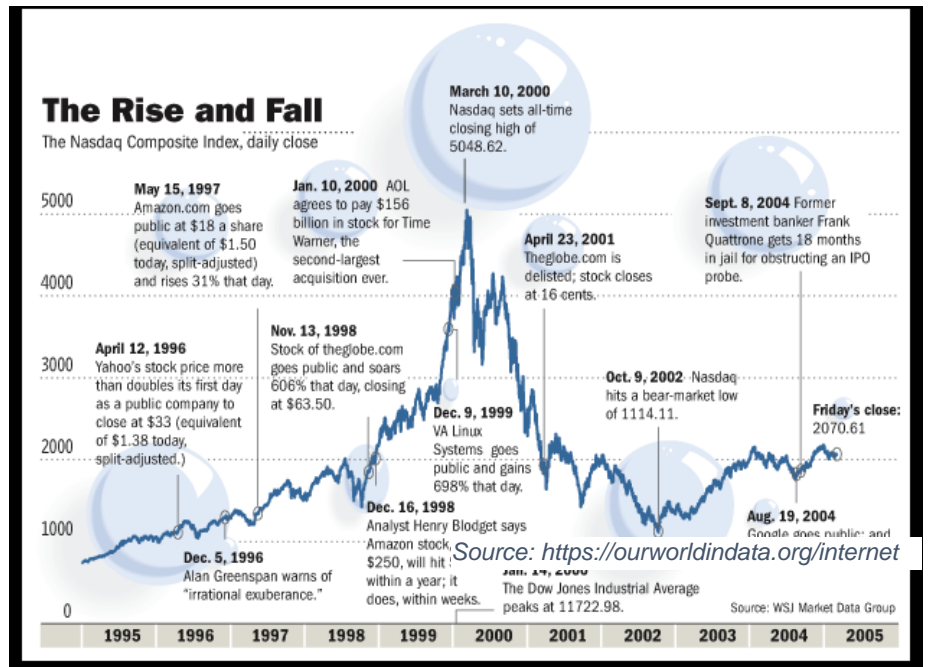 The Rise and Fall
The Nasdaq Composite Index, daily close
March 10, 2000
Nasdaq sets all-time
closing high of
5048.62.
May 15, 1997
Amazon.com goes
public at $18 a share
(equivalent of $1.50
today, split-adjusted)
and rises 31% that day.
Jan. 10, 2000 AOL
agrees to pay $156
billion in stock for Time
Warner, the
second-largest
acquisition ever.
Sept. 8, 2004 Former
investment banker Frank
Quattrone gets 18 months
in jail for obstructing an IPO
probe.
April 23, 2001
Theglobe.com is
delisted; stock closes
at 16 cents.
April 12, 1996
Yahoo's stock price more
than doubles its first day
as a public company to
close at $33 (equivalent
of $1.38 today,
split-adjusted.)
Nov. 13, 1998
Stock of theglobe.com
goes public and soars
606% that day, closing
at $63.50.
Dec. 9, 1999
VA Linux
Systems goes
public and gains
698% that day.
Oct. 9, 2002 Nasdaq
hits a bear-market low
of 1114.11.
Friday's close:
2070.61
Dec. 16, 1998
Analyst Henry Blodget says
Amazon stock,
$250, will hit
within a year; it
does, within weeks.
Aug. 19, 2004
Google goes public; and
Dec. 5, 1996
Alan Greenspan warns of
"irrational exuberance."
Source: https://ourworldindata.org/internet
Jan. 14, 2000
The Dow Jones Industrial Average
peaks at 11722.98.
Source: WSJ Market Data Group
5000
4000
3000
2000
1000
0
1995 1996 1997 1998 1999 2000 2001 2002 2003 2004 2005